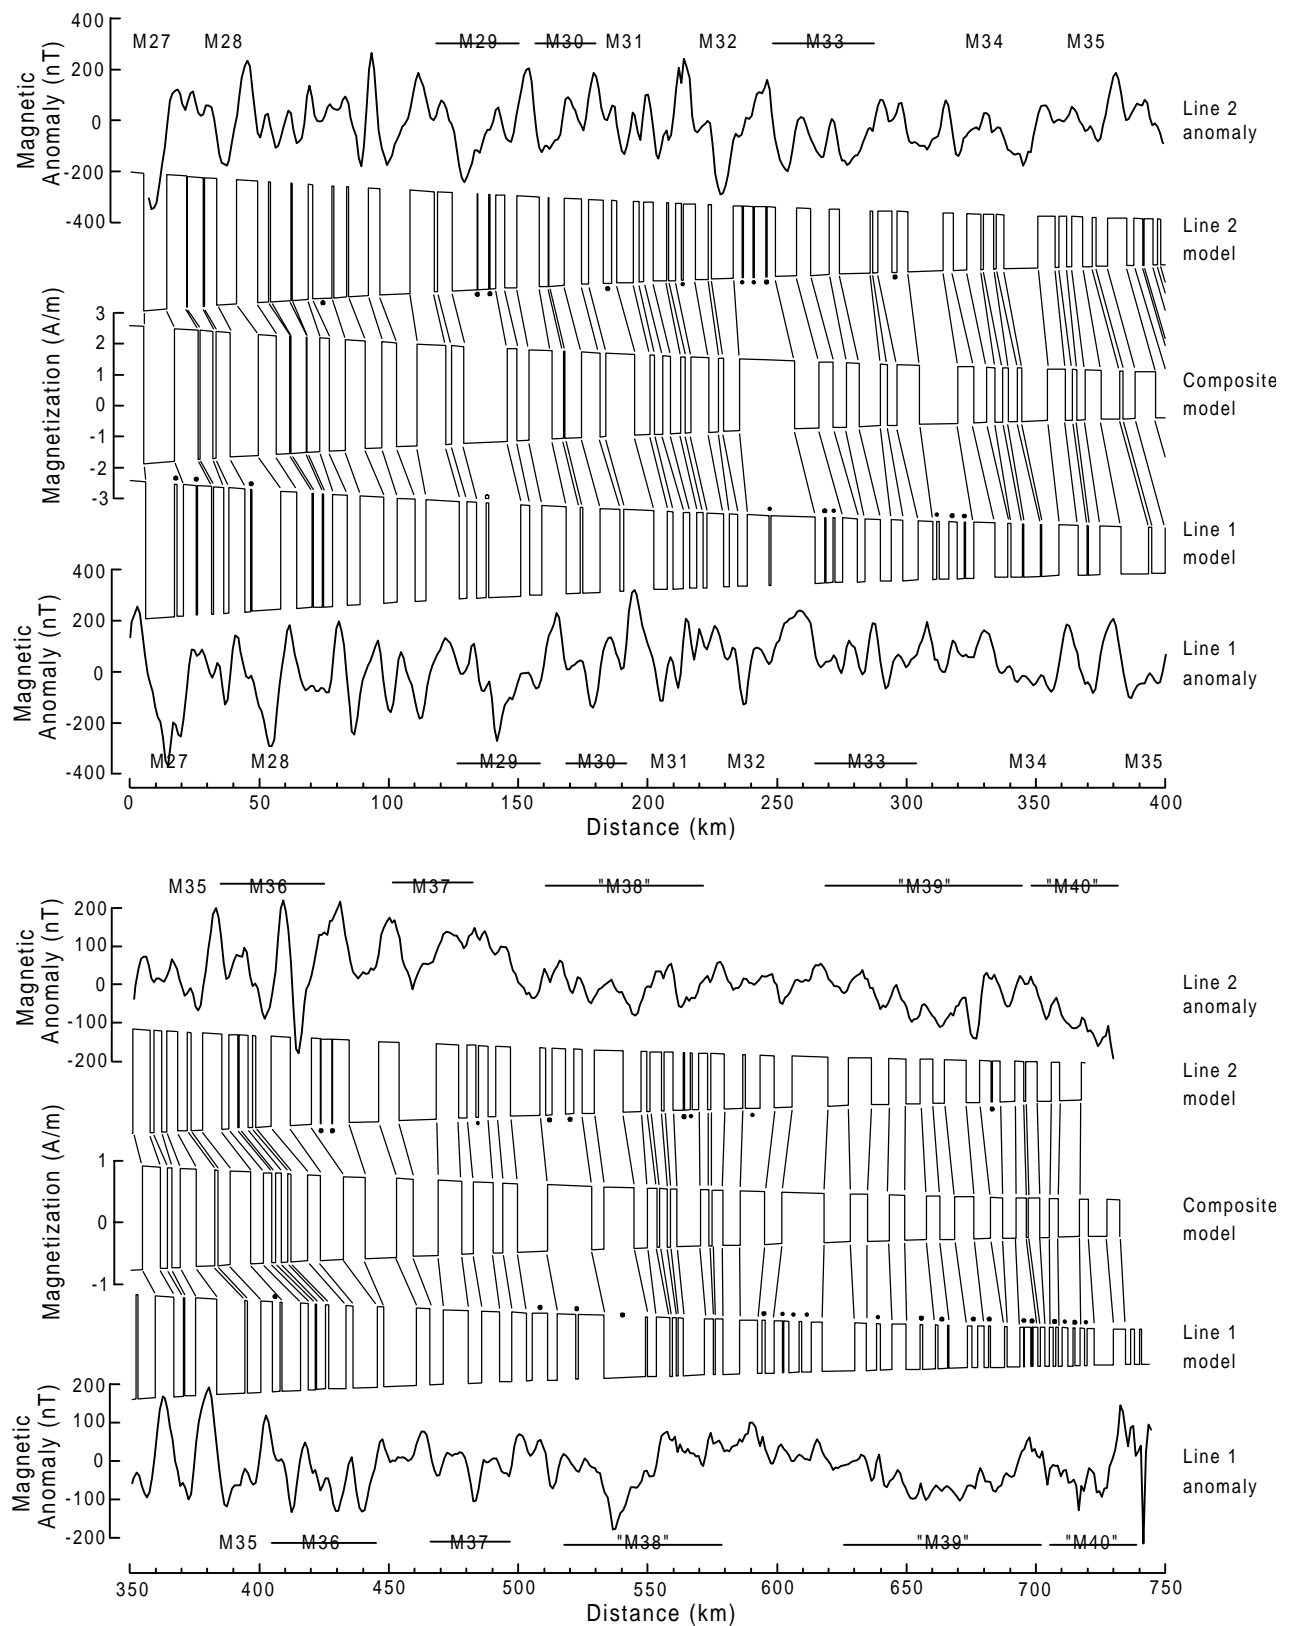 400
200
0
-200
-400
Magnetic
Anomaly (nT)
M27 M28 M29 M30 M31 M32 M33 M34 M35
Line 2
anomaly
Line 2
model
3
2
1
0
-1
-2
-3
Magnetization (A/m)
Composite
model
Line 1
model
400
200
0
-200
-400
Magnetic
Anomaly (nT)
Line 1
anomaly
M27 M28 M29 M30 M31 M32 M33 M34 M35
0 50 100 150 200 250 300 350 400
Distance (km)
M35 M36 M37 "M38" "M39" "M40"
200
100
0
-100
-200
Magnetic
Anomaly (nT)
Line 2
anomaly
Line 2
model
1
0
-1
Magnetization (A/m)
Composite
model
Line 1
model
200
100
0
-100
-200
Magnetic
Anomaly (nT)
Line 1
anomaly
M35 M36 M37 "M38" "M39" "M40"
350 400 450 500 550 600 650 700 750
Distance (km)